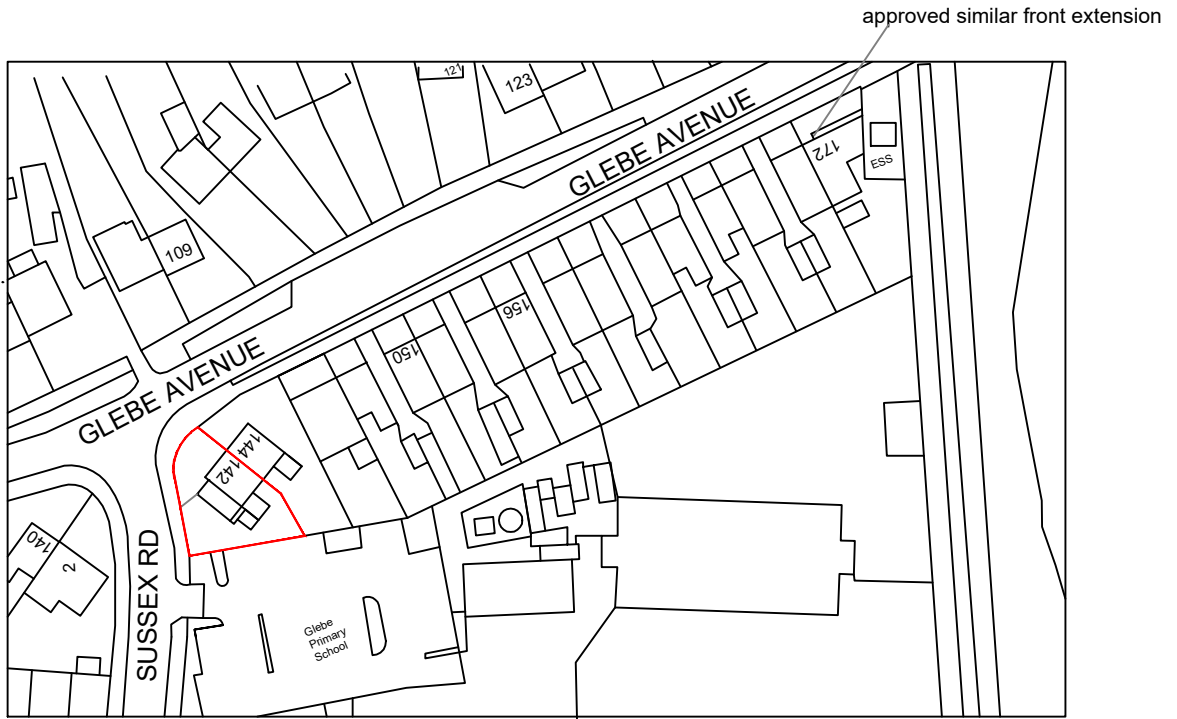 approved similar front extension
121
123
GLEBE AVENUE
172
ESS
109
156
150
GLEBE AVENUE
144
142
140
2
SUSSEX RD
Glebe
Primary
School